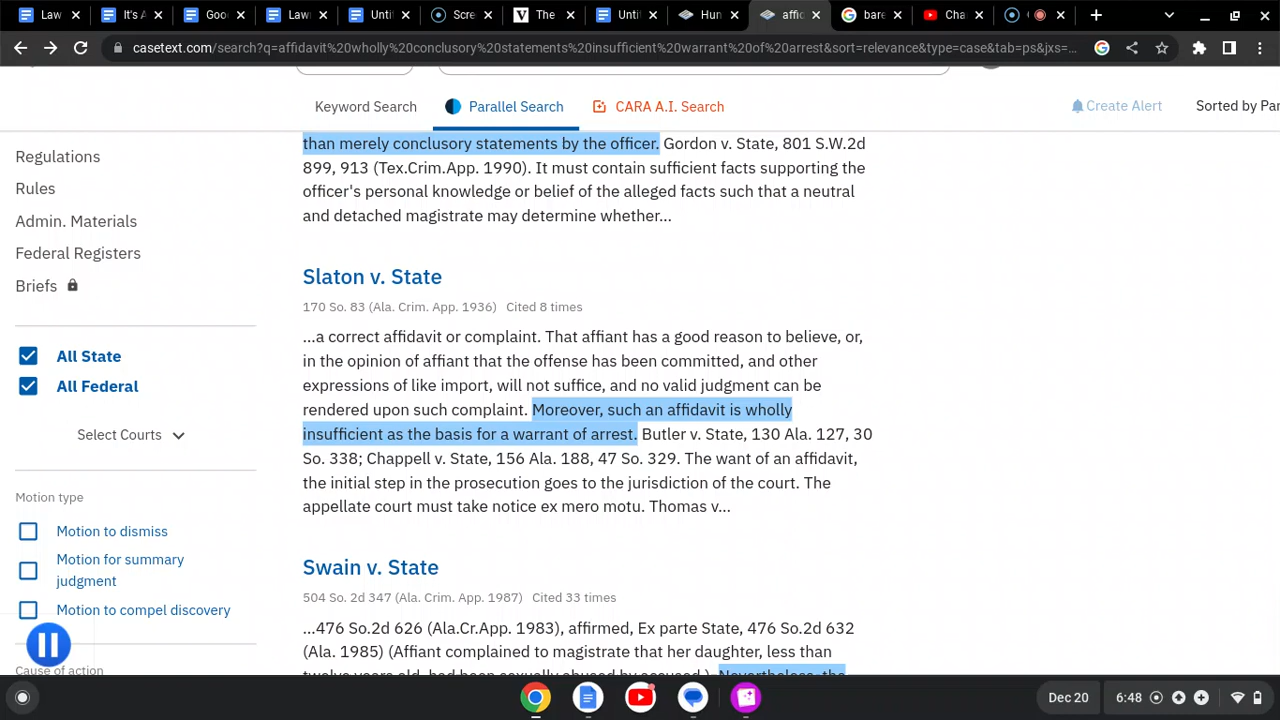 Law
It's A
Goo
Law
Unti
Scre
The
Unti
Hun
affid
bare
Cha
casetext.com/search?q=affidavit%20wholly%20conclusory%20statements%20insufficient%20warrant%20of%20arrest&sort=relevance&type=case&tab=ps&jxs=...
Keyword Search
Parallel Search
CARA A.I. Search
Create Alert
Sorted by Par
Regulations
Rules
Admin. Materials
Federal Registers
Briefs
All State
All Federal
Select Courts
Motion type
Motion to dismiss
Motion for summary
judgment
Motion to compel discovery
Cause of action
than merely conclusory statements by the officer. Gordon v. State, 801 S.W.2d
899, 913 (Tex.Crim.App. 1990). It must contain sufficient facts supporting the
officer's personal knowledge or belief of the alleged facts such that a neutral
and detached magistrate may determine whether…
Slaton v. State
170 So. 83 (Ala. Crim. App. 1936) Cited 8 times
…a correct affidavit or complaint. That affiant has a good reason to believe, or,
in the opinion of affiant that the offense has been committed, and other
expressions of like import, will not suffice, and no valid judgment can be
rendered upon such complaint. Moreover, such an affidavit is wholly
insufficient as the basis for a warrant of arrest. Butler v. State, 130 Ala. 127, 30
So. 338; Chappell v. State, 156 Ala. 188, 47 So. 329. The want of an affidavit,
the initial step in the prosecution goes to the jurisdiction of the court. The
appellate court must take notice ex mero motu. Thomas v…
Swain v. State
504 So. 2d 347 (Ala. Crim. App. 1987) Cited 33 times
…476 So.2d 626 (Ala.Cr.App. 1983), affirmed, Ex parte State, 476 So.2d 632
(Ala. 1985) (Affiant complained to magistrate that her daughter, less than
twelve years old, had been sexually abused by accused.). Nevertheless, the
Dec 20
6:48